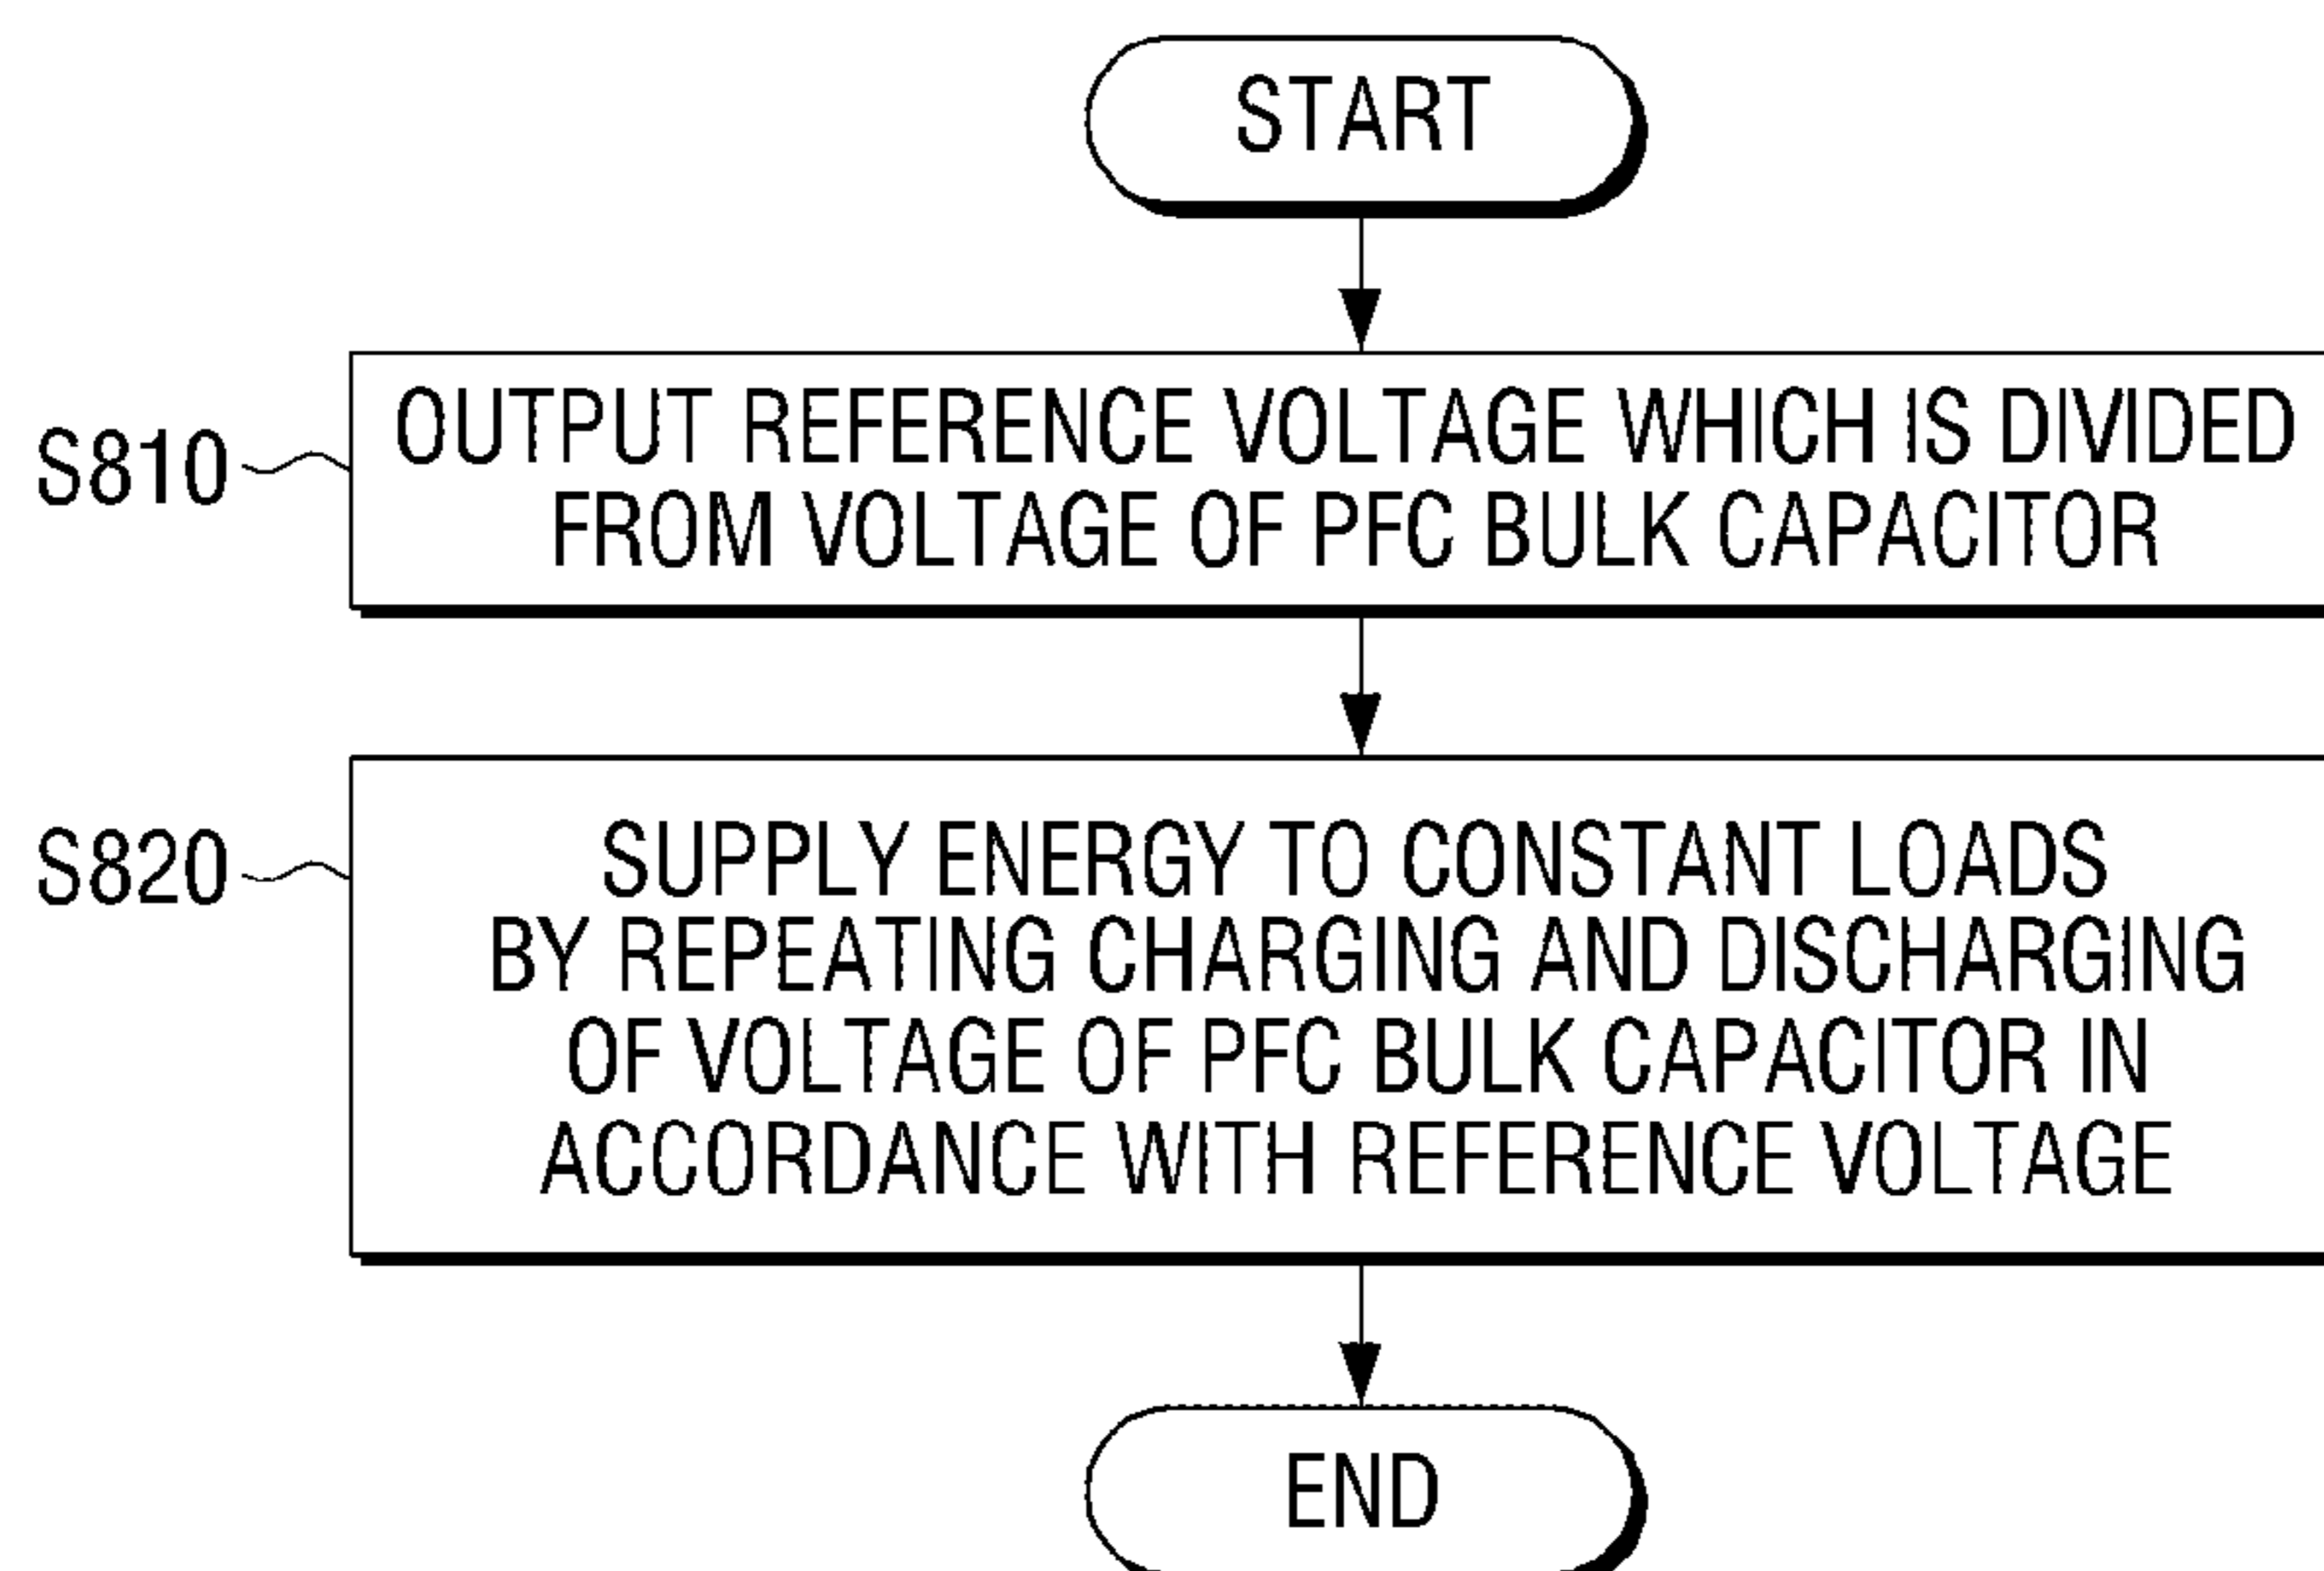 START
S810
OUTPUT REFERENCE VOLTAGE WHICH IS DIVIDED
FROM VOLTAGE OF PFC BULK CAPACITOR
S820
SUPPLY ENERGY TO CONSTANT LOADS
BY REPEATING CHARGING AND DISCHARGING
OF VOLTAGE OF PFC BULK CAPACITOR IN
ACCORDANCE WITH REFERENCE VOLTAGE
END